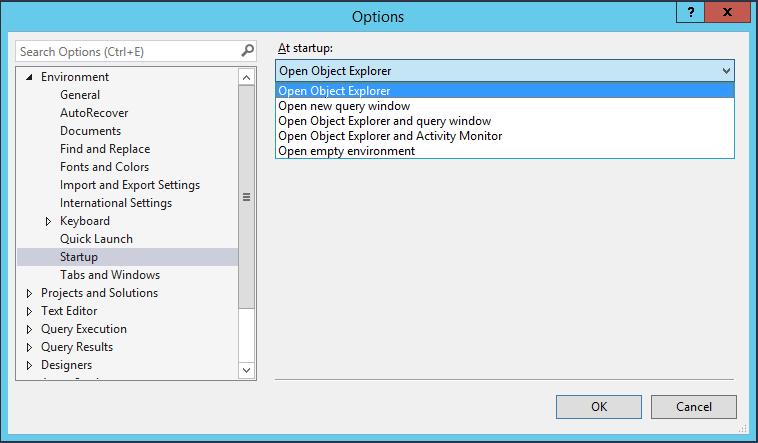 Options
?
x
Search Options (Ctrl+E)
Environment
General
AutoRecover
Documents
Find and Replace
Fonts and Colors
Import and Export Settings
International Settings
Keyboard
Quick Launch
Startup
Tabs and Windows
Projects and Solutions
Text Editor
Query Execution
Query Results
Designers
At startup:
Open Object Explorer
Open Object Explorer
Open new query window
Open Object Explorer and query window
Open Object Explorer and Activity Monitor
Open empty environment
OK
Cancel